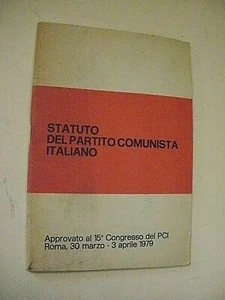 STATUTO
DEL PARTITO COMUNISTA
ITALIANO
Approvato al 15° Congresso del PCI
Roma, 30 marzo - 3 aprile 1979